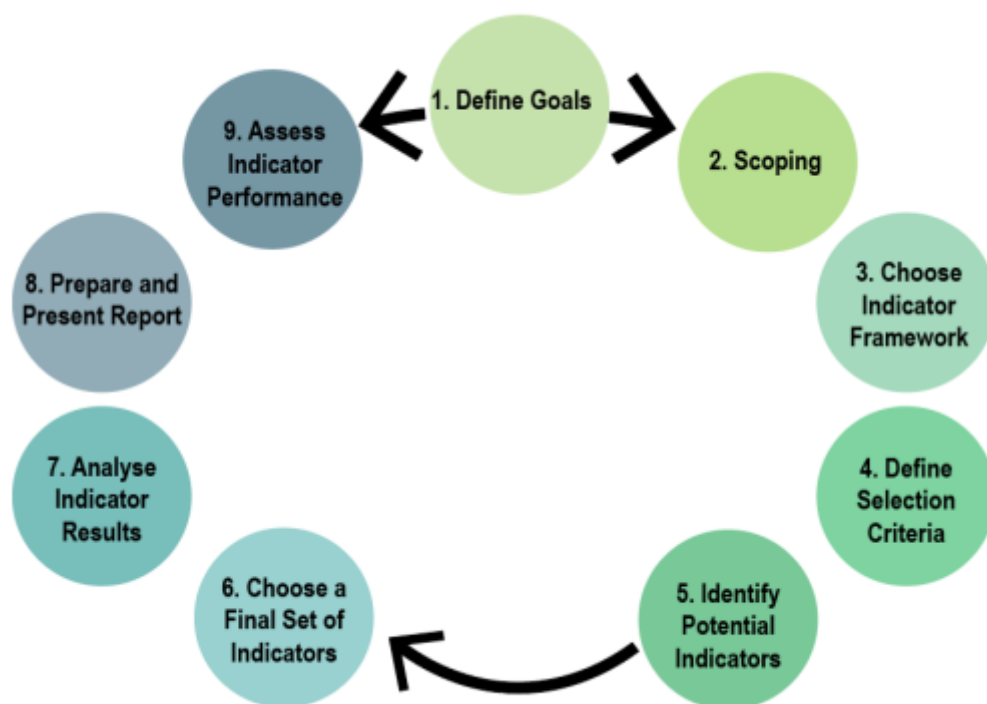 1. Define Goals
2. Scoping
3. Choose
Indicator
Framework
4. Define
Selection
Criteria
5. Identify
Potential
Indicators
6. Choose a
Final Set of
Indicators
7. Analyse
Indicator
Results
8. Prepare and
Present Report
9. Assess
Indicator
Performance